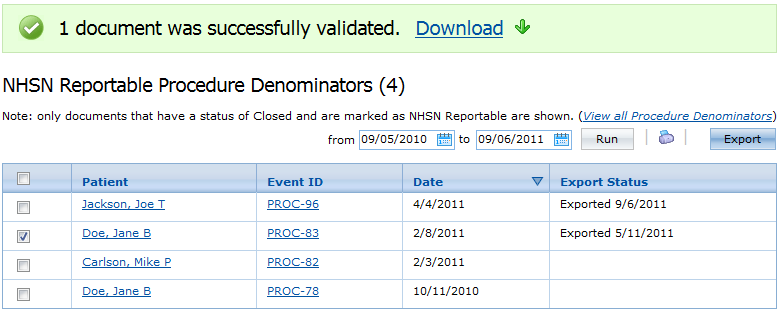 1 document was successfully validated. Download
NHSN Reportable Procedure Denominators (4)
Note: only documents that have a status of Closed and are marked as NHSN Reportable are shown. (View all Procedure Denominators)
from 09/05/2010 to 09/06/2011 Run Export
Patient Event ID Date Export Status
Jackson, Joe T PROC-96 4/4/2011 Exported 9/6/2011
Doe, Jane B PROC-83 2/8/2011 Exported 5/11/2011
Carlson, Mike P PROC-82 2/3/2011
Doe, Jane B PROC-78 10/11/2010